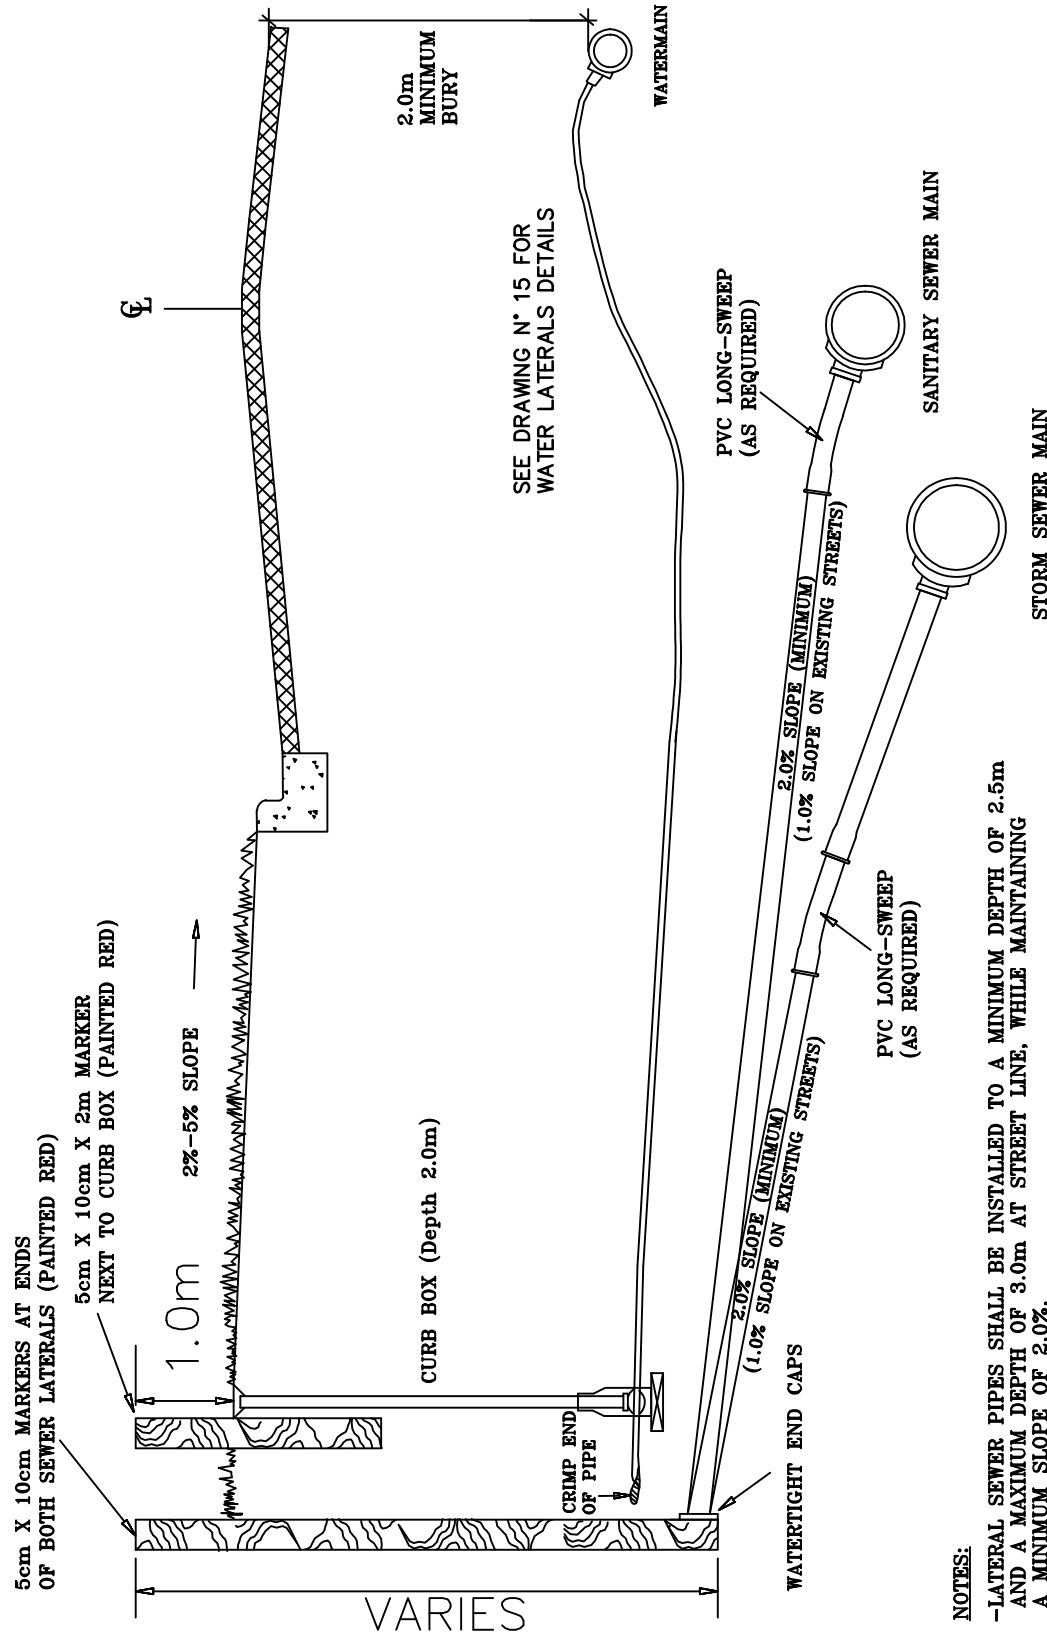 5cm X 10cm MARKERS AT ENDS
OF BOTH SEWER LATERALS (PAINTED RED)
5cm X 10cm X 2m MARKER
NEXT TO CURB BOX (PAINTED RED)
1.0m
2%-5% SLOPE
℄
VARIES
CURB BOX (Depth 2.0m)
2.0m
MINIMUM
BURY
WATERMAIN
SEE DRAWING N° 15 FOR
WATER LATERALS DETAILS
CRIMP END
OF PIPE
PVC LONG-SWEEP
(AS REQUIRED)
SANITARY SEWER MAIN
2.0% SLOPE (MINIMUM)
(1.0% SLOPE ON EXISTING STREETS)
2.0% SLOPE (MINIMUM)
(1.0% SLOPE ON EXISTING STREETS)
PVC LONG-SWEEP
(AS REQUIRED)
STORM SEWER MAIN
WATERTIGHT END CAPS
NOTES:
-LATERAL SEWER PIPES SHALL BE INSTALLED TO A MINIMUM DEPTH OF 2.5m
AND A MAXIMUM DEPTH OF 3.0m AT STREET LINE, WHILE MAINTAINING
A MINIMUM SLOPE OF 2.0%.